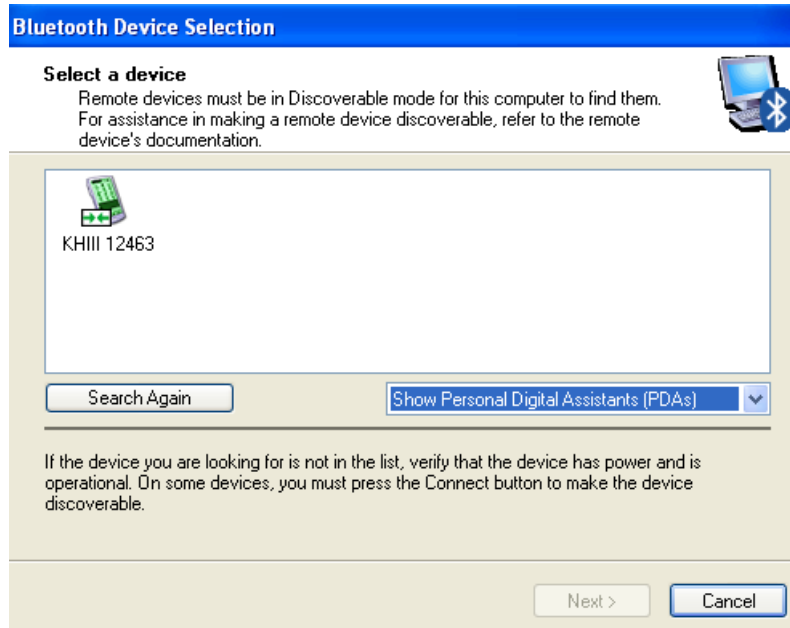 Bluetooth Device Selection
Select a device
Remote devices must be in Discoverable mode for this computer to find them.
For assistance in making a remote device discoverable, refer to the remote
device's documentation.
KHIII 12463
Search Again
Show Personal Digital Assistants (PDAs)
If the device you are looking for is not in the list, verify that the device has power and is
operational. On some devices, you must press the Connect button to make the device
discoverable.
Next >
Cancel